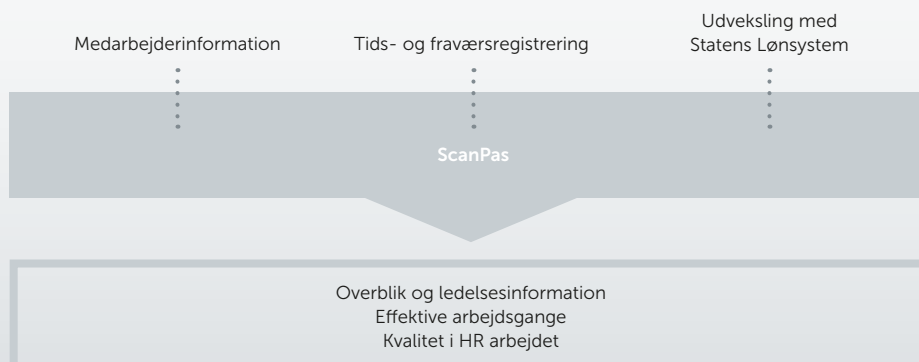 Medarbejderinformation
Tids- og fraværsregistrering
Udveksling med
Statens Lønsystem
ScanPas
Overblik og ledelsesinformation
Effektive arbejdsgange
Kvalitet i HR arbejdet